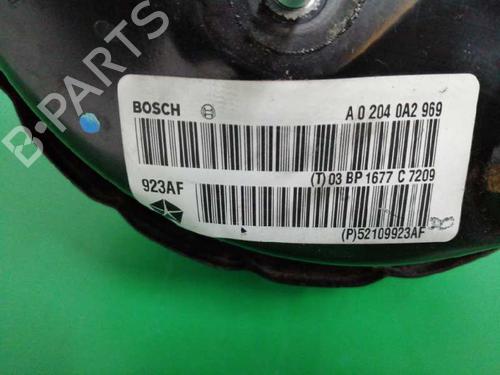 B-PARTS
BOSCH A 0 204 0A2 969
923AF (T) 03 BP 1677 C 7209
(P)52109923AF